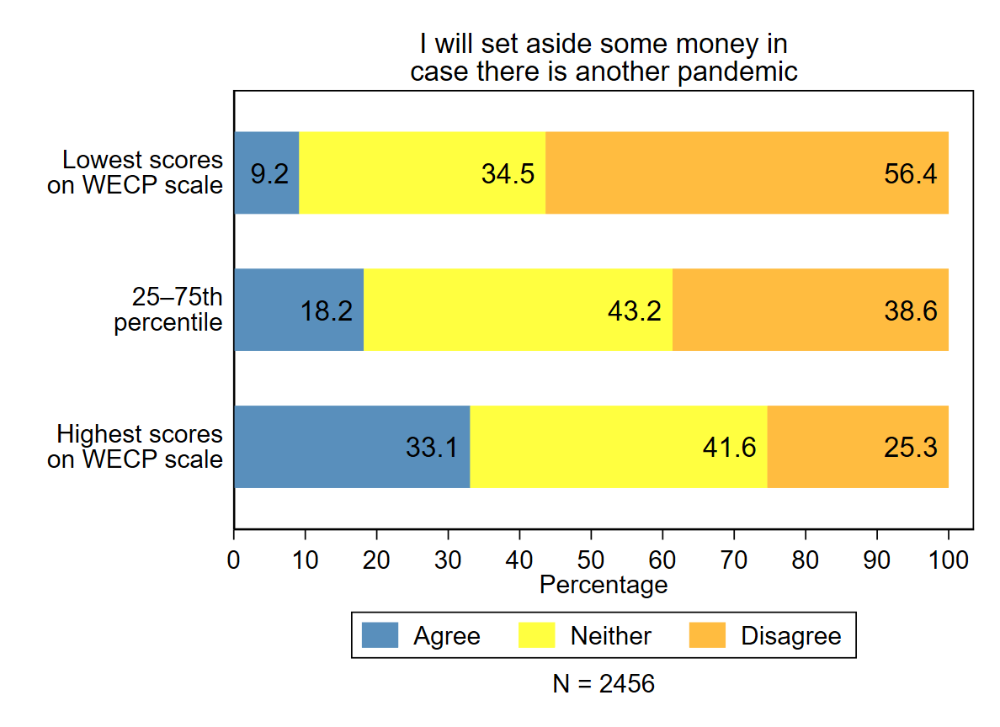 I will set aside some money in
case there is another pandemic
Lowest scores
on WECP scale
9.2 34.5 56.4
25–75th
percentile
18.2 43.2 38.6
Highest scores
on WECP scale
33.1 41.6 25.3
0 10 20 30 40 50 60 70 80 90 100
Percentage
Agree Neither Disagree
N = 2456